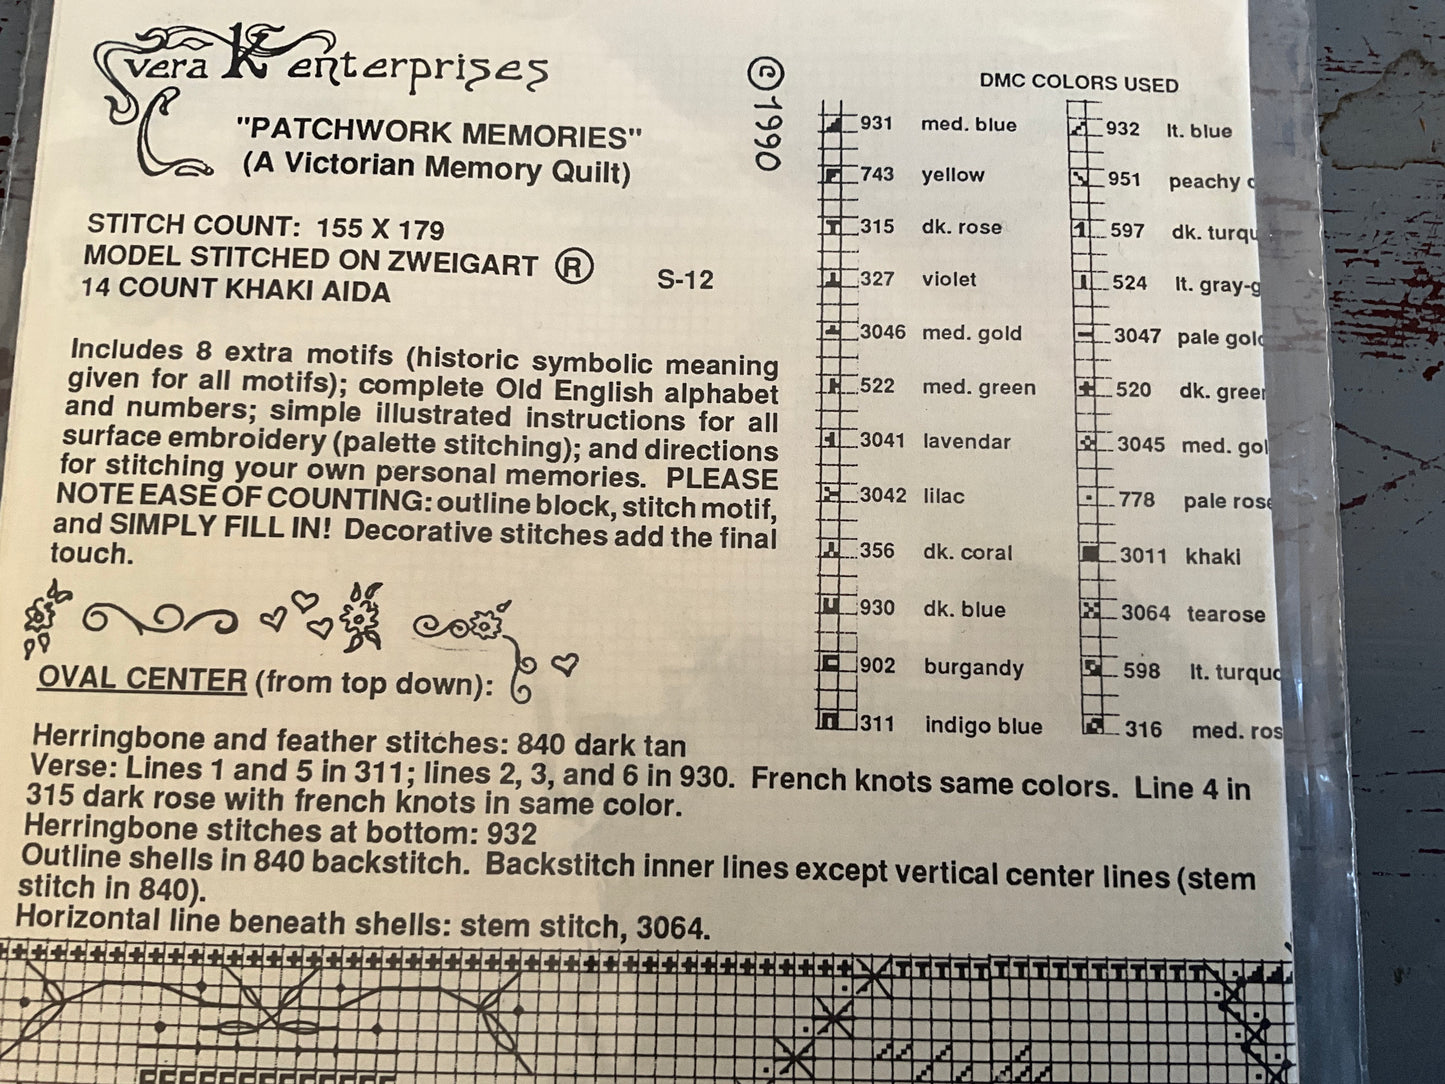 vera K enterprises
"PATCHWORK MEMORIES"
(A Victorian Memory Quilt)
© 1990
STITCH COUNT: 155 X 179
MODEL STITCHED ON ZWEIGART ®
14 COUNT KHAKI AIDA
S-12
Includes 8 extra motifs (historic symbolic meaning
given for all motifs); complete Old English alphabet
and numbers; simple illustrated instructions for all
surface embroidery (palette stitching); and directions
for stitching your own personal memories. PLEASE
NOTE EASE OF COUNTING: outline block, stitch motif,
and SIMPLY FILL IN! Decorative stitches add the final
touch.
DMC COLORS USED
931 med. blue
743 yellow
315 dk. rose
327 violet
3046 med. gold
522 med. green
3041 lavendar
3042 lilac
356 dk. coral
930 dk. blue
902 burgandy
311 indigo blue
932 lt. blue
951 peachy
597 dk. turqu
524 lt. gray-g
3047 pale gold
520 dk. green
3045 med. gol
778 pale rose
3011 khaki
3064 tearose
598 lt. turquo
316 med. ros
OVAL CENTER (from top down):
Herringbone and feather stitches: 840 dark tan
Verse: Lines 1 and 5 in 311; lines 2, 3, and 6 in 930. French knots same colors. Line 4 in
315 dark rose with french knots in same color.
Herringbone stitches at bottom: 932
Outline shells in 840 backstitch. Backstitch inner lines except vertical center lines (stem
stitch in 840).
Horizontal line beneath shells: stem stitch, 3064.